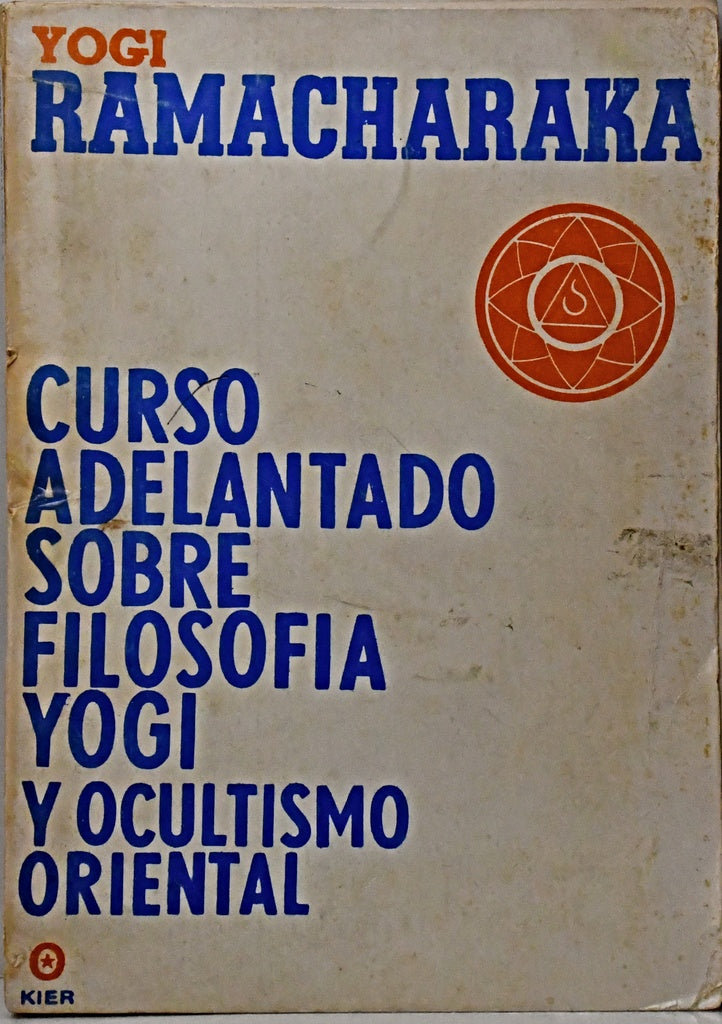 YOGI
RAMACHARAKA
CURSO
ADELANTADO
SOBRE
FILOSOFIA
YOGI
Y OCULTISMO
ORIENTAL
KIER